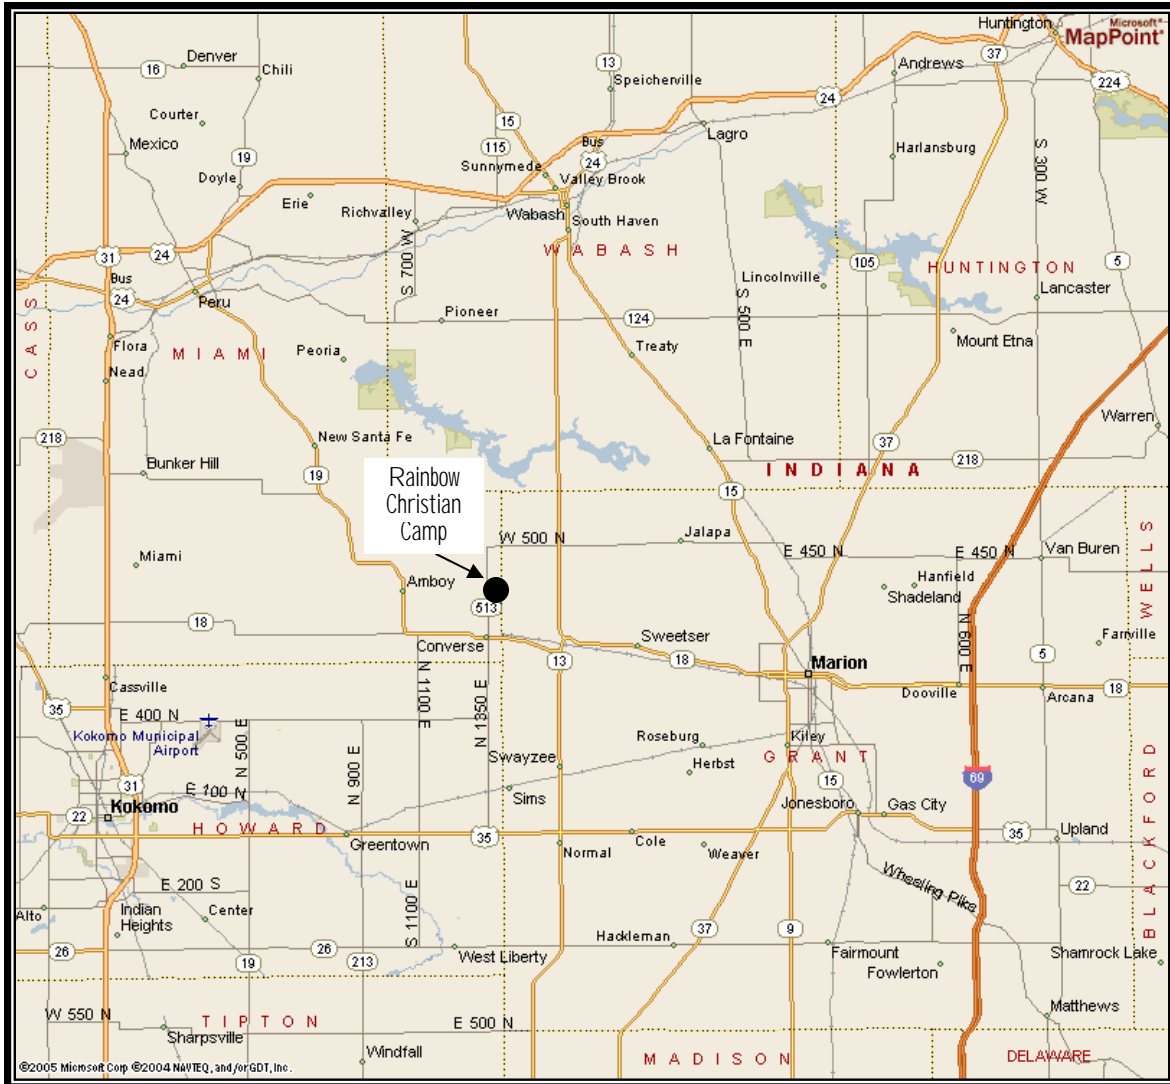 Huntington
Microsoft®
MapPoint®
37
Denver
16
Chili
13
Speicherville
Andrews
224
24
Courter
15
Lagro
Mexico
115
Bus
24
Harlansburg
S 300 W
19
Sunnymede
Doyle
Valley Brook
Erie
Richvalley
Wabash
South Haven
31
24
S 700 W
WABASH
105
HUNTINGTON
5
Bus
24
Peru
Lincolnville
S 500 E
Lancaster
CASS
Pioneer
124
Flora
MIAMI
Peoria
Treaty
Mount Etna
Nead
Warren
218
New Santa Fe
La Fontaine
37
218
Bunker Hill
19
INDIANA
Rainbow
Christian
Camp
15
W 500 N
Jalapa
E 450 N
E 450 N
Van Buren
Miami
Amboy
Hanfield
Shadeland
WELLS
513
18
Converse
Sweetser
N 600 E
Farrville
13
18
Marion
5
N 1100 E
Cassville
Dooville
18
Arcana
35
E 400 N
Kokomo Municipal
Airport
N 500 E
N 1350 E
Roseburg
Kiley
Swayzee
GRANT
Herbst
31
E 100 N
N 900 E
69
15
Sims
Kokomo
Jonesboro
Gas City
22
HOWARD
35
35
Upland
Greentown
Normal
Cole
Weaver
BLACKFORD
E 200 S
22
Wheeling Pike
Alto
Indian
Heights
Center
S 1100 E
37
9
26
26
West Liberty
Hackleman
Fairmount
Shamrock Lake
19
213
Fowlerton
W 550 N
TIPTON
E 500 N
Matthews
Sharpsville
Windfall
MADISON
DELAWARE
©2005 Microsoft Corp ©2004 NAVTEQ, and/or GDT, Inc.